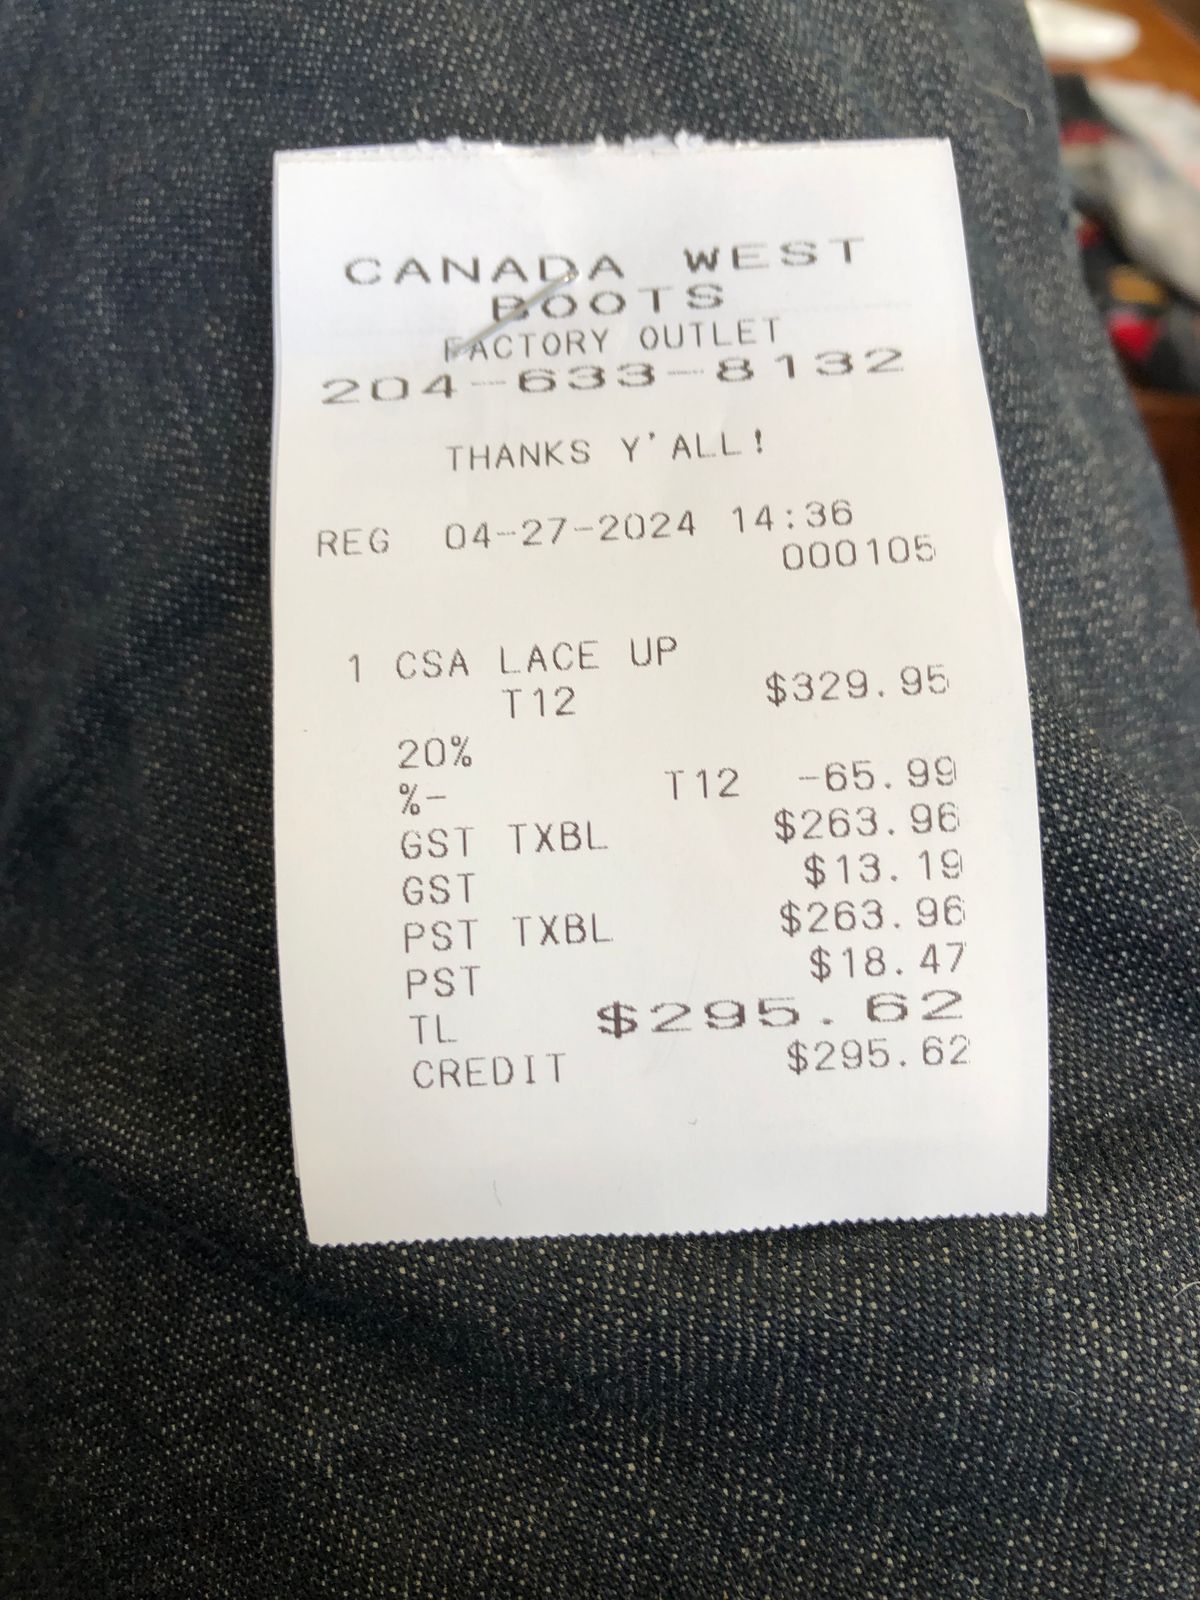 CANADA WEST
BOOTS
FACTORY OUTLET
204-633-8132
THANKS Y'ALL!
REG 04-27-2024 14:36
000105
1 CSA LACE UP
T12 $329.95
20%
%- T12 -65.99
GST TXBL $263.96
GST $13.19
PST TXBL $263.96
PST $18.47
TL $295.62
CREDIT $295.62